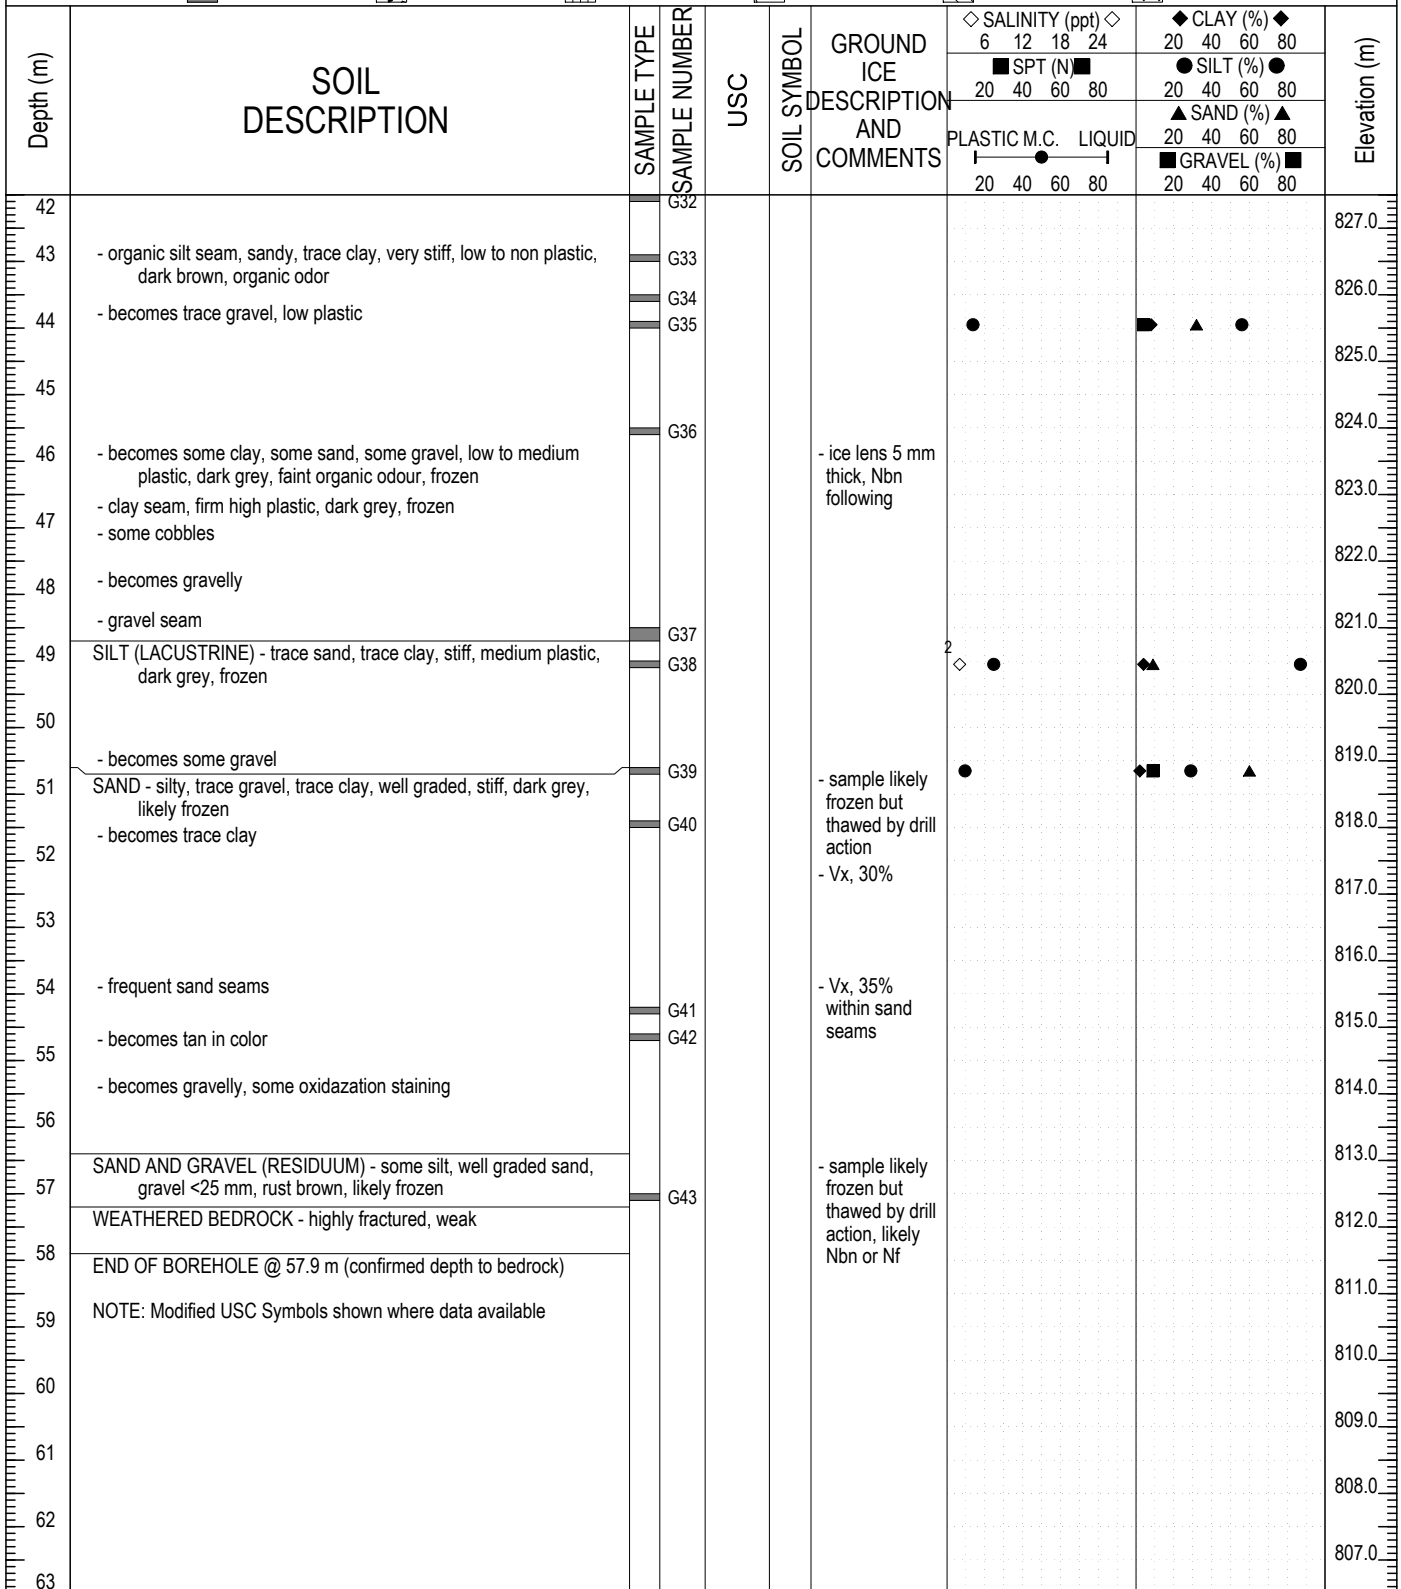 Depth (m)
SOIL
DESCRIPTION
SAMPLE TYPE
SAMPLE NUMBER
USC
SOIL SYMBOL
GROUND
ICE
DESCRIPTION
AND
COMMENTS
◇ SALINITY (ppt) ◇
6 12 18 24
■ SPT (N) ■
20 40 60 80
PLASTIC M.C. LIQUID
20 40 60 80
◆ CLAY (%) ◆
20 40 60 80
● SILT (%) ●
20 40 60 80
▲ SAND (%) ▲
20 40 60 80
■ GRAVEL (%) ■
20 40 60 80
Elevation (m)
42
G32
827.0
43
- organic silt seam, sandy, trace clay, very stiff, low to non plastic,
dark brown, organic odor
G33
826.0
G34
44
- becomes trace gravel, low plastic
G35
825.0
45
824.0
G36
46
- becomes some clay, some sand, some gravel, low to medium
plastic, dark grey, faint organic odour, frozen
- ice lens 5 mm
thick, Nbn
following
823.0
- clay seam, firm high plastic, dark grey, frozen
47
- some cobbles
822.0
48
- becomes gravelly
- gravel seam
G37
821.0
49
SILT (LACUSTRINE) - trace sand, trace clay, stiff, medium plastic,
dark grey, frozen
G38
2
820.0
50
- becomes some gravel
G39
819.0
51
SAND - silty, trace gravel, trace clay, well graded, stiff, dark grey,
likely frozen
- sample likely
frozen but
thawed by drill
action
G40
818.0
- becomes trace clay
52
- Vx, 30%
817.0
53
816.0
54
- frequent sand seams
- Vx, 35%
within sand
seams
G41
815.0
- becomes tan in color
G42
55
- becomes gravelly, some oxidazation staining
814.0
56
813.0
SAND AND GRAVEL (RESIDUUM) - some silt, well graded sand,
gravel <25 mm, rust brown, likely frozen
- sample likely
frozen but
thawed by drill
action, likely
Nbn or Nf
57
G43
WEATHERED BEDROCK - highly fractured, weak
812.0
58
END OF BOREHOLE @ 57.9 m (confirmed depth to bedrock)
811.0
NOTE: Modified USC Symbols shown where data available
59
810.0
60
809.0
61
808.0
62
807.0
63